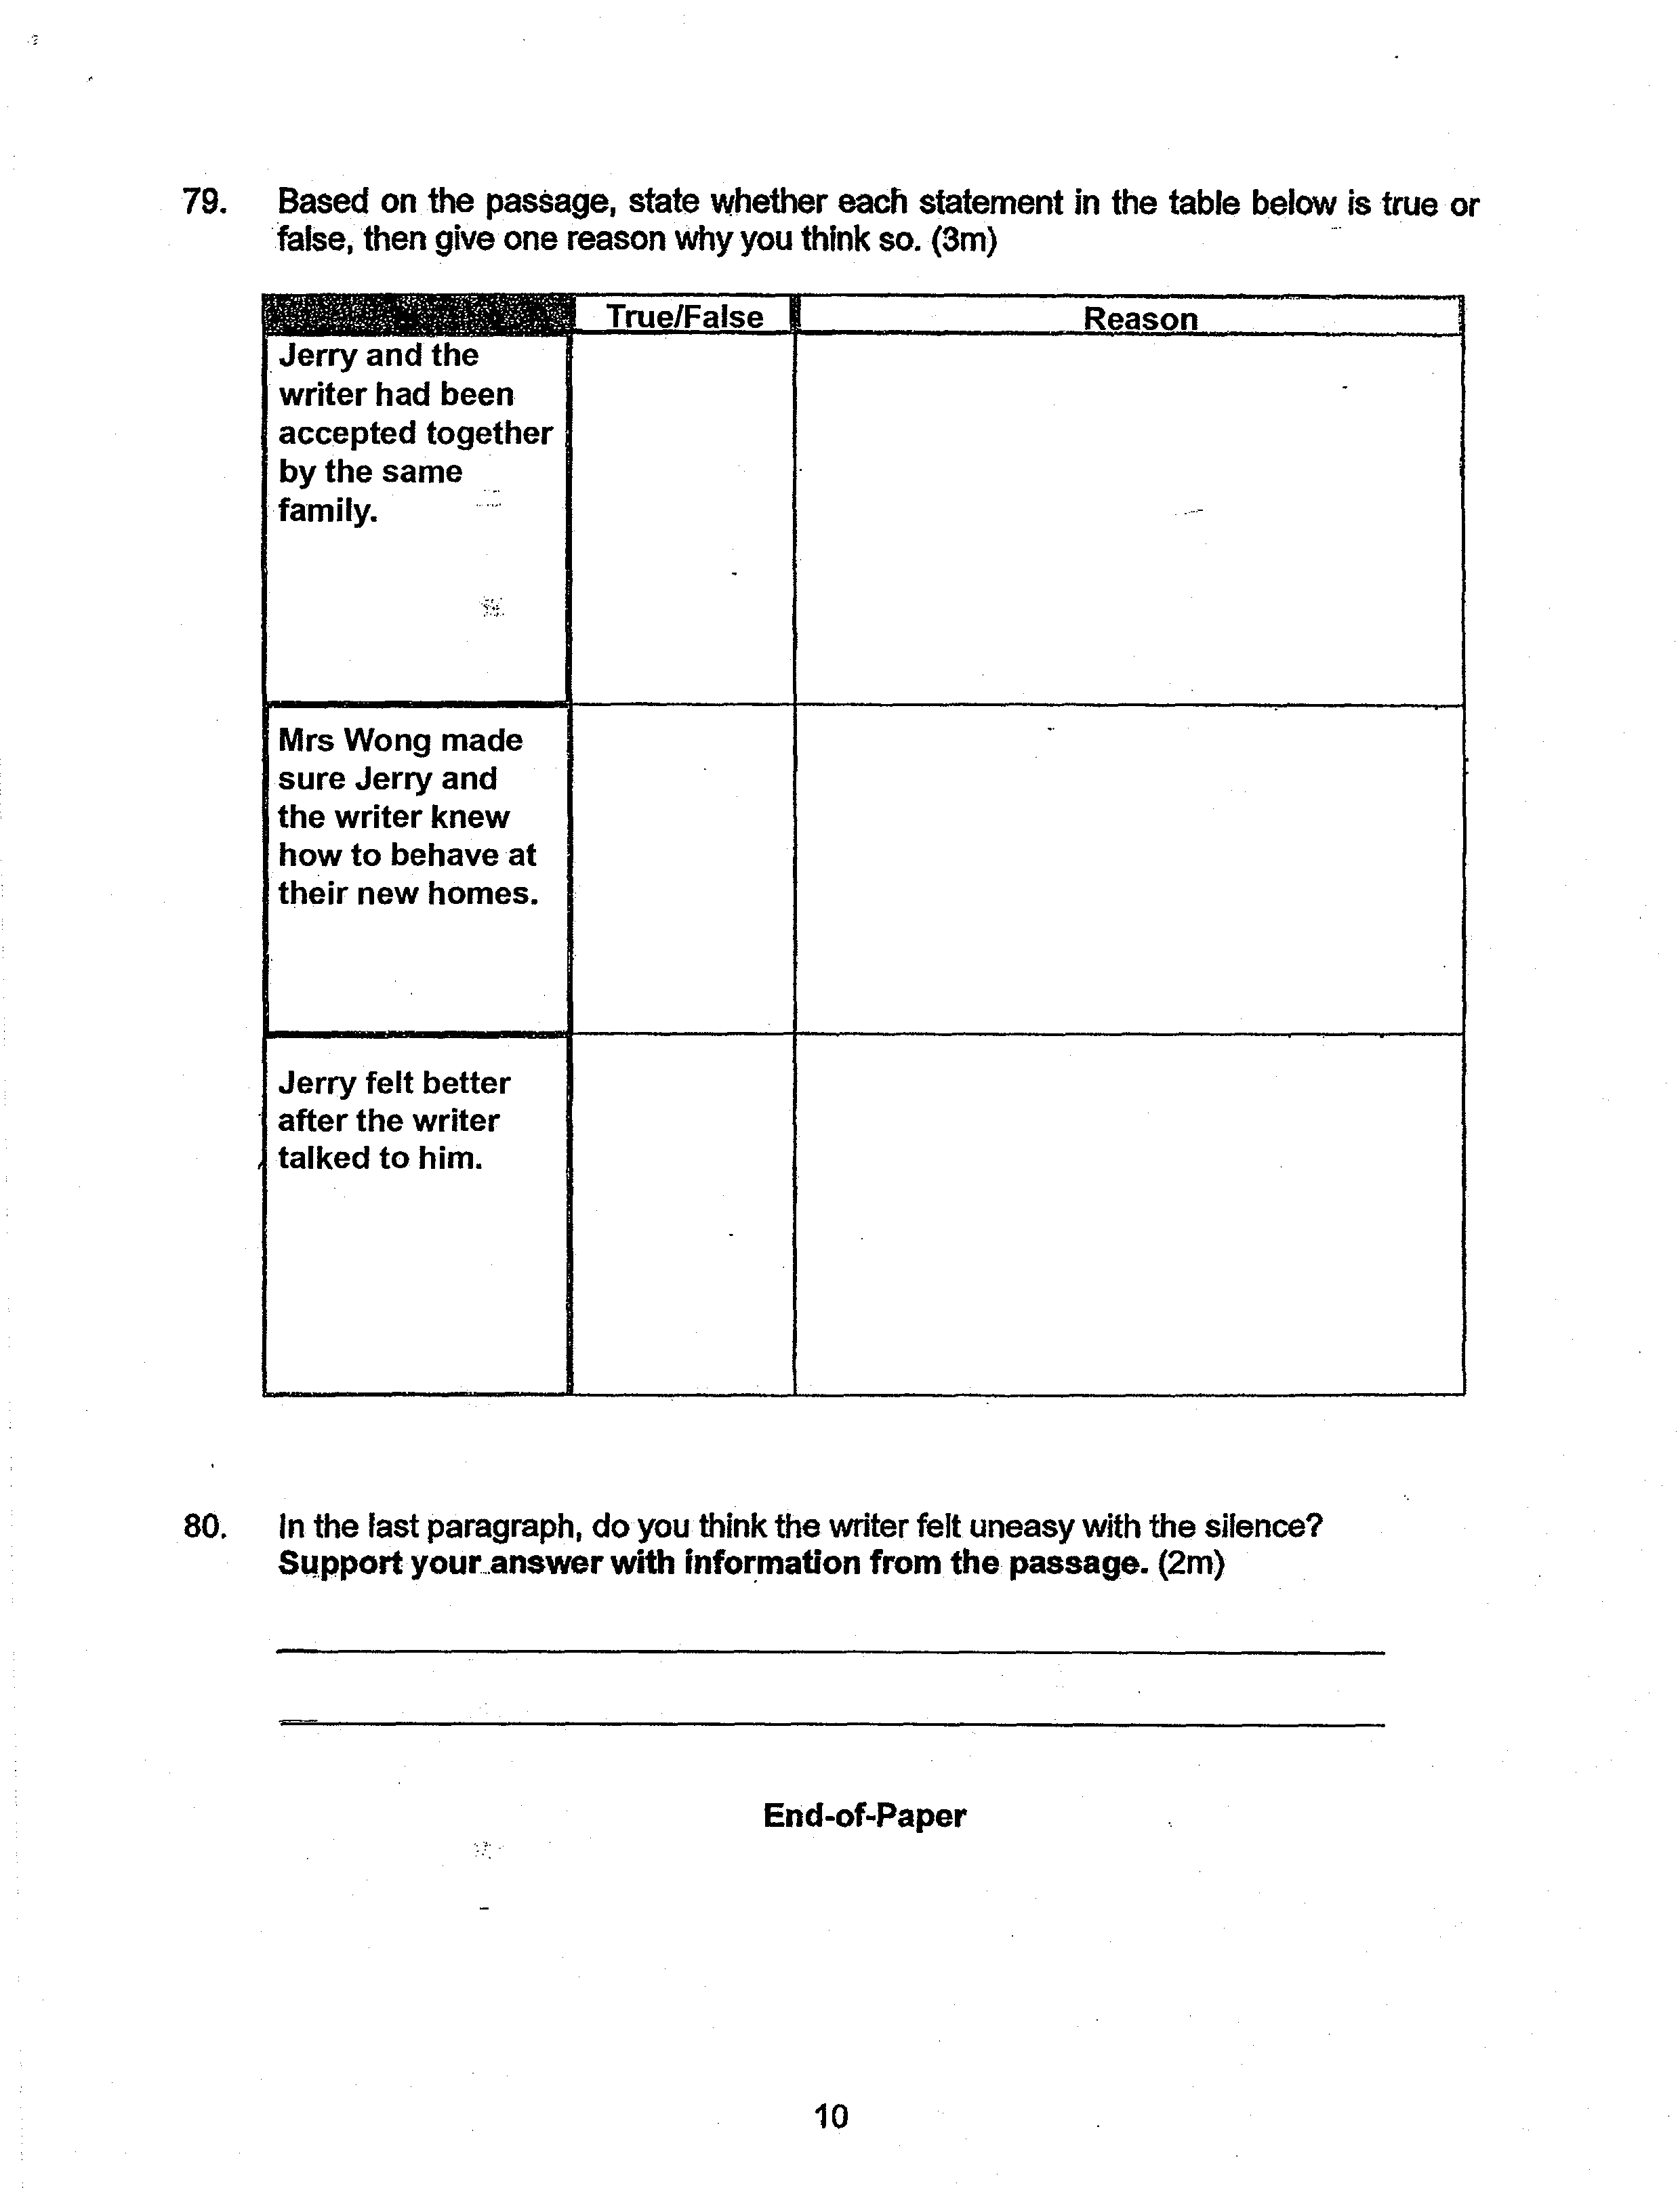 79. Based on the passage, state whether each statement in the table below is true or
false, then give one reason why you think so. (3m)
True/False Reason
Jerry and the
writer had been
accepted together
by the same
family.
Mrs Wong made
sure Jerry and
the writer knew
how to behave at
their new homes.
Jerry felt better
after the writer
talked to him.
80. In the last paragraph, do you think the writer felt uneasy with the silence?
Support your answer with information from the passage. (2m)
End-of-Paper
10